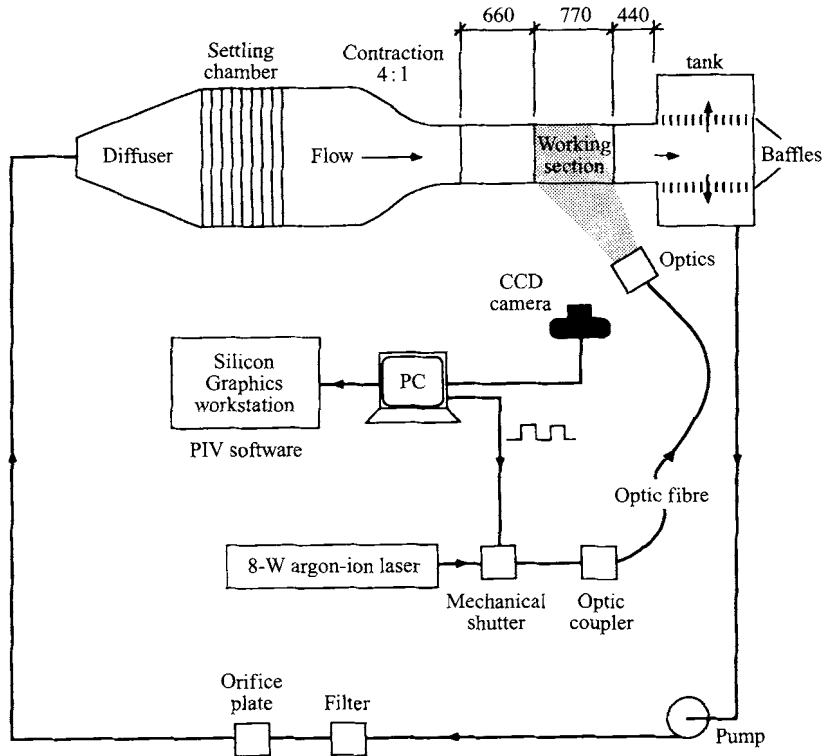 660 770 440
Settling
chamber
Contraction
4:1
tank
Diffuser
Flow
Working
section
Baffles
Optics
CCD
camera
Silicon
Graphics
workstation
PC
PIV software
Optic fibre
8-W argon-ion laser
Mechanical
shutter
Optic
coupler
Orifice
plate
Filter
Pump